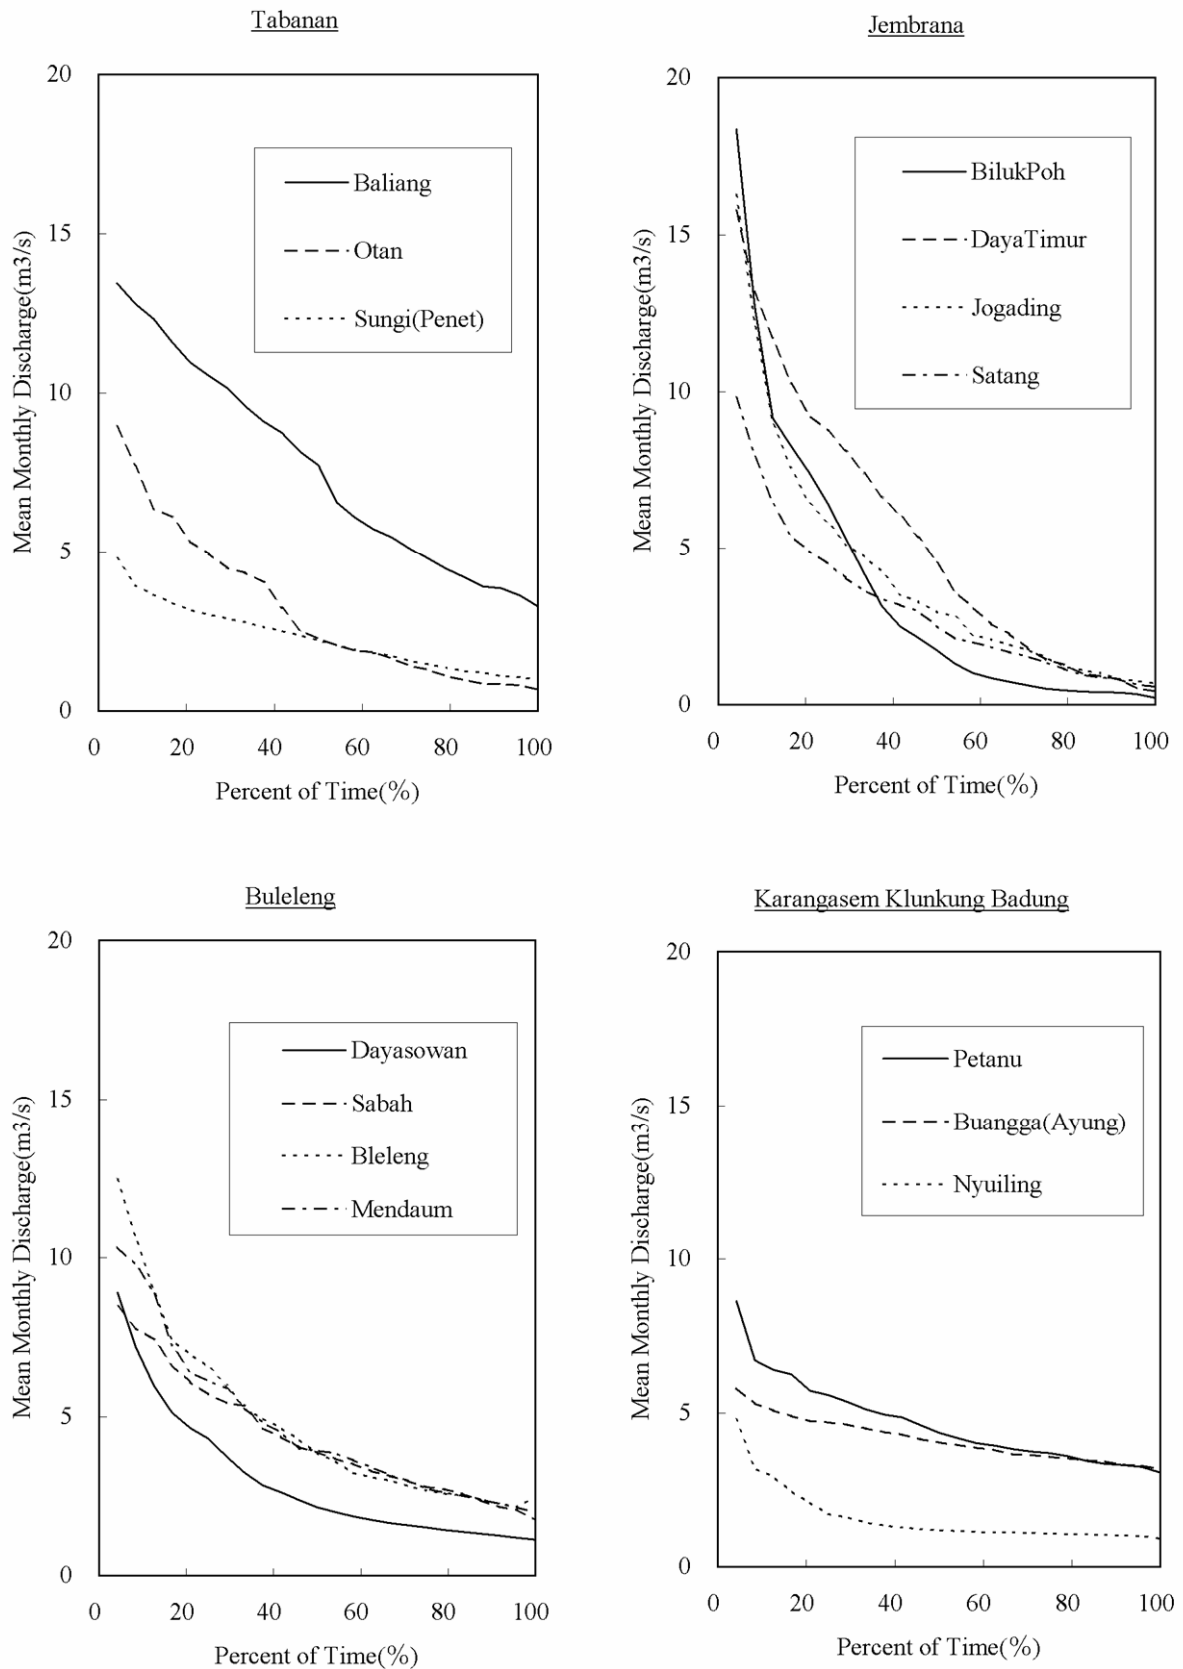 Tabanan
20
15
10
5
0
0 20 40 60 80 100
Mean Monthly Discharge(m3/s)
Percent of Time(%)
Baliang
Otan
Sungi(Penet)
Jembrana
20
15
10
5
0
0 20 40 60 80 100
Mean Monthly Discharge(m3/s)
Percent of Time(%)
BilukPoh
DayaTimur
Jogading
Satang
Buleleng
20
15
10
5
0
0 20 40 60 80 100
Mean Monthly Discharge(m3/s)
Percent of Time(%)
Dayasowan
Sabah
Bleleng
Mendaum
Karangasem Klunkung Badung
20
15
10
5
0
0 20 40 60 80 100
Mean Monthly Discharge(m3/s)
Percent of Time(%)
Petanu
Buangga(Ayung)
Nyuiling